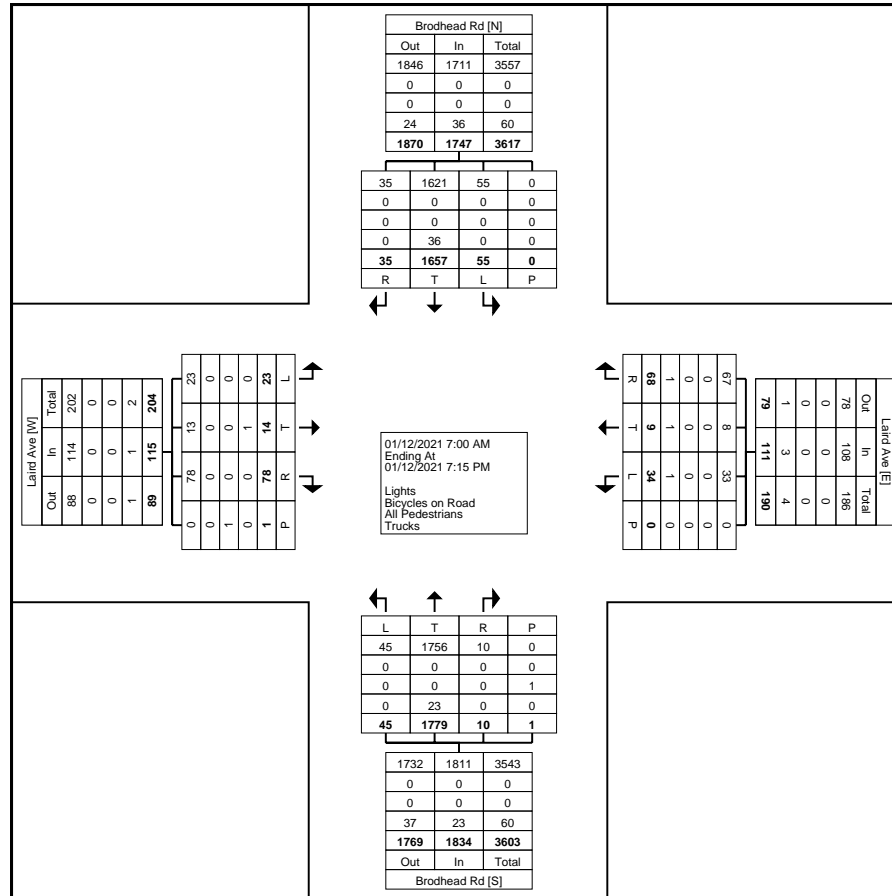 Brodhead Rd [N]
Out In Total
1846 1711 3557
0 0 0
0 0 0
24 36 60
1870 1747 3617
35 1621 55 0
0 0 0 0
0 0 0 0
0 36 0 0
35 1657 55 0
R T L P
Laird Ave [W]
Total In Out
202 114 88
0 0 0
0 0 0
2 1 1
204 115 89
23 13 78 0
0 0 0 0
0 0 0 1
0 1 0 0
23 14 78 1
L T R P
01/12/2021 7:00 AM
Ending At
01/12/2021 7:15 PM
Lights
Bicycles on Road
All Pedestrians
Trucks
Laird Ave [E]
Out In Total
78 108 186
0 0 0
0 0 0
1 3 4
79 111 190
67 8 33 0
0 0 0 0
0 0 0 0
1 1 1 0
68 9 34 0
R T L P
L T R P
45 1756 10 0
0 0 0 0
0 0 0 1
0 23 0 0
45 1779 10 1
1732 1811 3543
0 0 0
0 0 0
37 23 60
1769 1834 3603
Out In Total
Brodhead Rd [S]